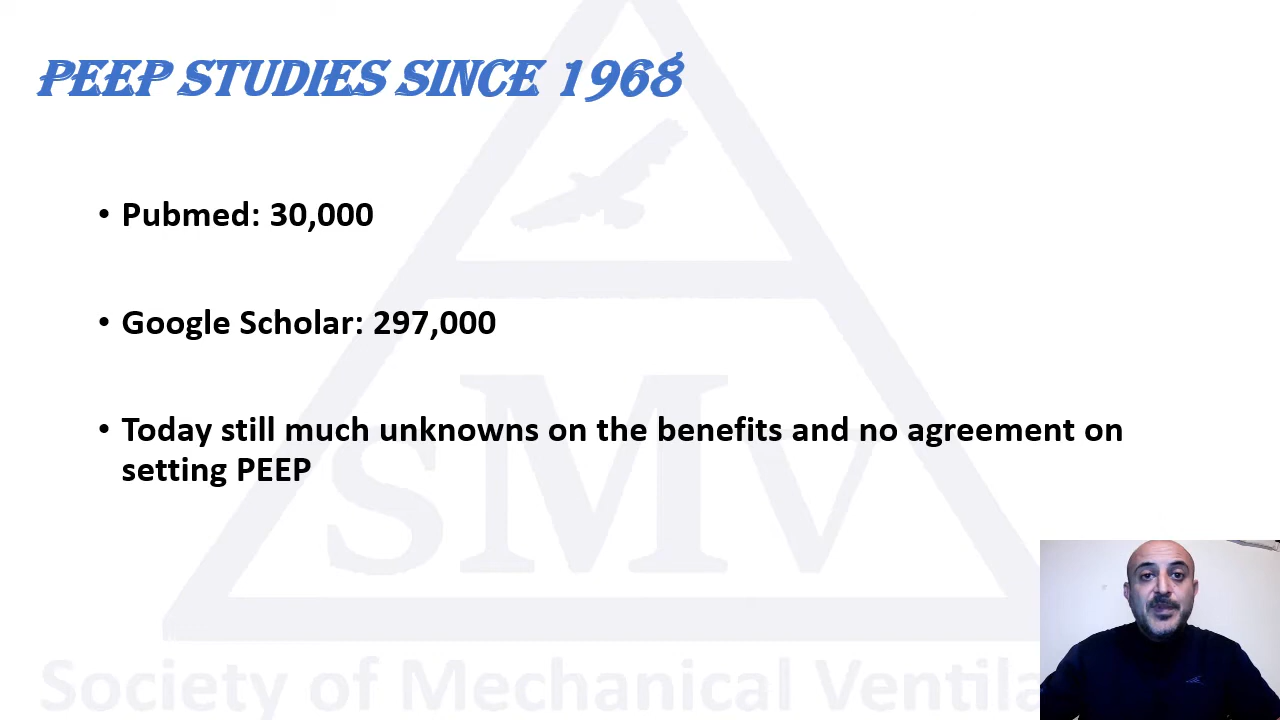 PEEP STUDIES SINCE 1968
• Pubmed: 30,000
• Google Scholar: 297,000
• Today still much unknowns on the benefits and no agreement on
setting PEEP
SMV
Society of Mechanical Ventila